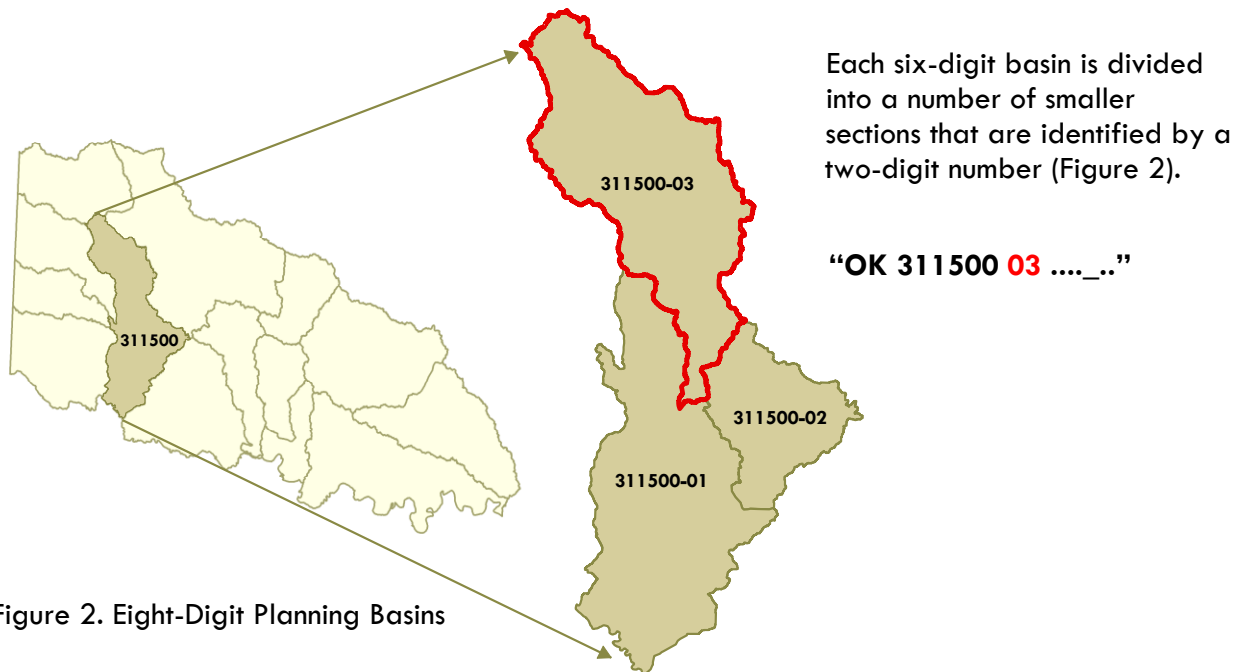 Each six-digit basin is divided
into a number of smaller
sections that are identified by a
two-digit number (Figure 2).
“OK 311500 03 ...._..”
311500-03
311500
311500-02
311500-01
igure 2. Eight-Digit Planning Basins